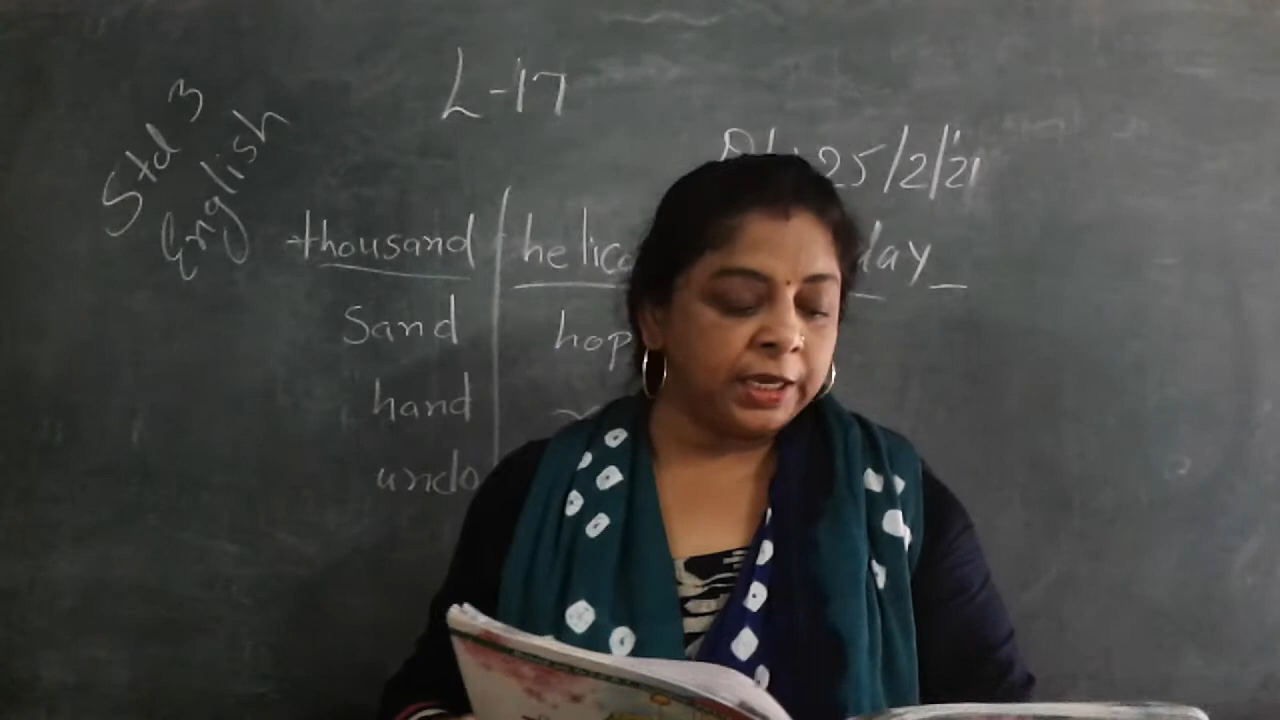 L-17
Std 3
English
25/2/21
thousand helico day
Sand hop
hand
undo